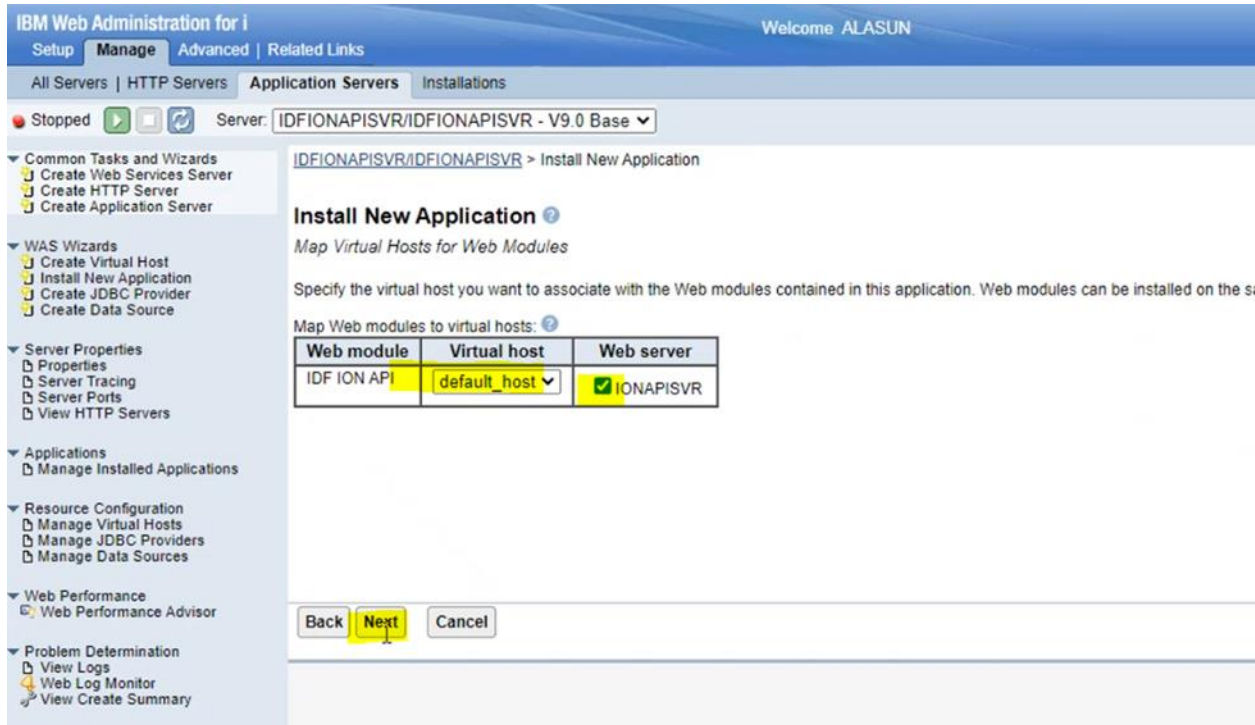 IBM Web Administration for i
Welcome ALASUN
Setup Manage Advanced | Related Links
All Servers | HTTP Servers Application Servers Installations
Stopped Server: IDFIONAPISVR/IDFIONAPISVR - V9.0 Base
Common Tasks and Wizards
Create Web Services Server
Create HTTP Server
Create Application Server
WAS Wizards
Create Virtual Host
Install New Application
Create JDBC Provider
Create Data Source
Server Properties
Properties
Server Tracing
Server Ports
View HTTP Servers
Applications
Manage Installed Applications
Resource Configuration
Manage Virtual Hosts
Manage JDBC Providers
Manage Data Sources
Web Performance
Web Performance Advisor
Problem Determination
View Logs
Web Log Monitor
View Create Summary
IDFIONAPISVR/IDFIONAPISVR > Install New Application
Install New Application
Map Virtual Hosts for Web Modules
Specify the virtual host you want to associate with the Web modules contained in this application. Web modules can be installed on the sa
Map Web modules to virtual hosts:
Web module Virtual host Web server
IDF ION API default_host IONAPISVR
Back Next Cancel